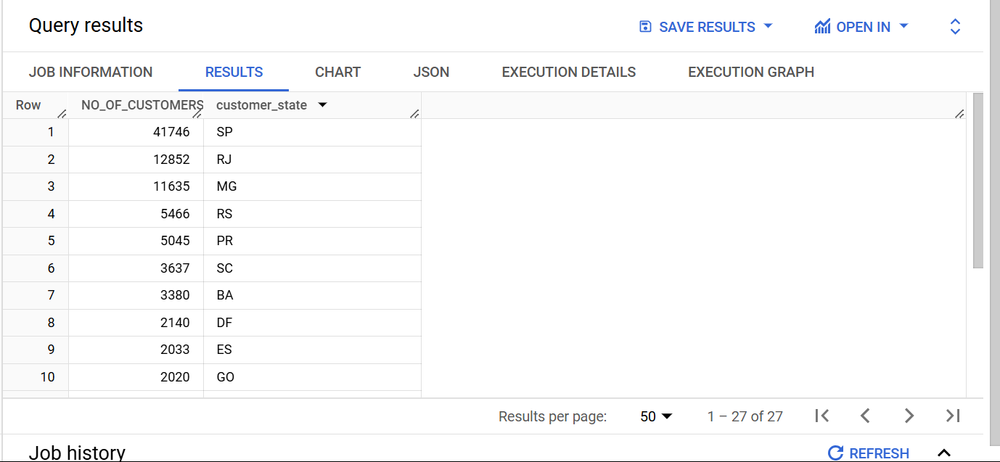 Query results
SAVE RESULTS
OPEN IN
JOB INFORMATION RESULTS CHART JSON EXECUTION DETAILS EXECUTION GRAPH
Row NO_OF_CUSTOMERS customer_state
1 41746 SP
2 12852 RJ
3 11635 MG
4 5466 RS
5 5045 PR
6 3637 SC
7 3380 BA
8 2140 DF
9 2033 ES
10 2020 GO
Results per page: 50 1 – 27 of 27
Job history
REFRESH